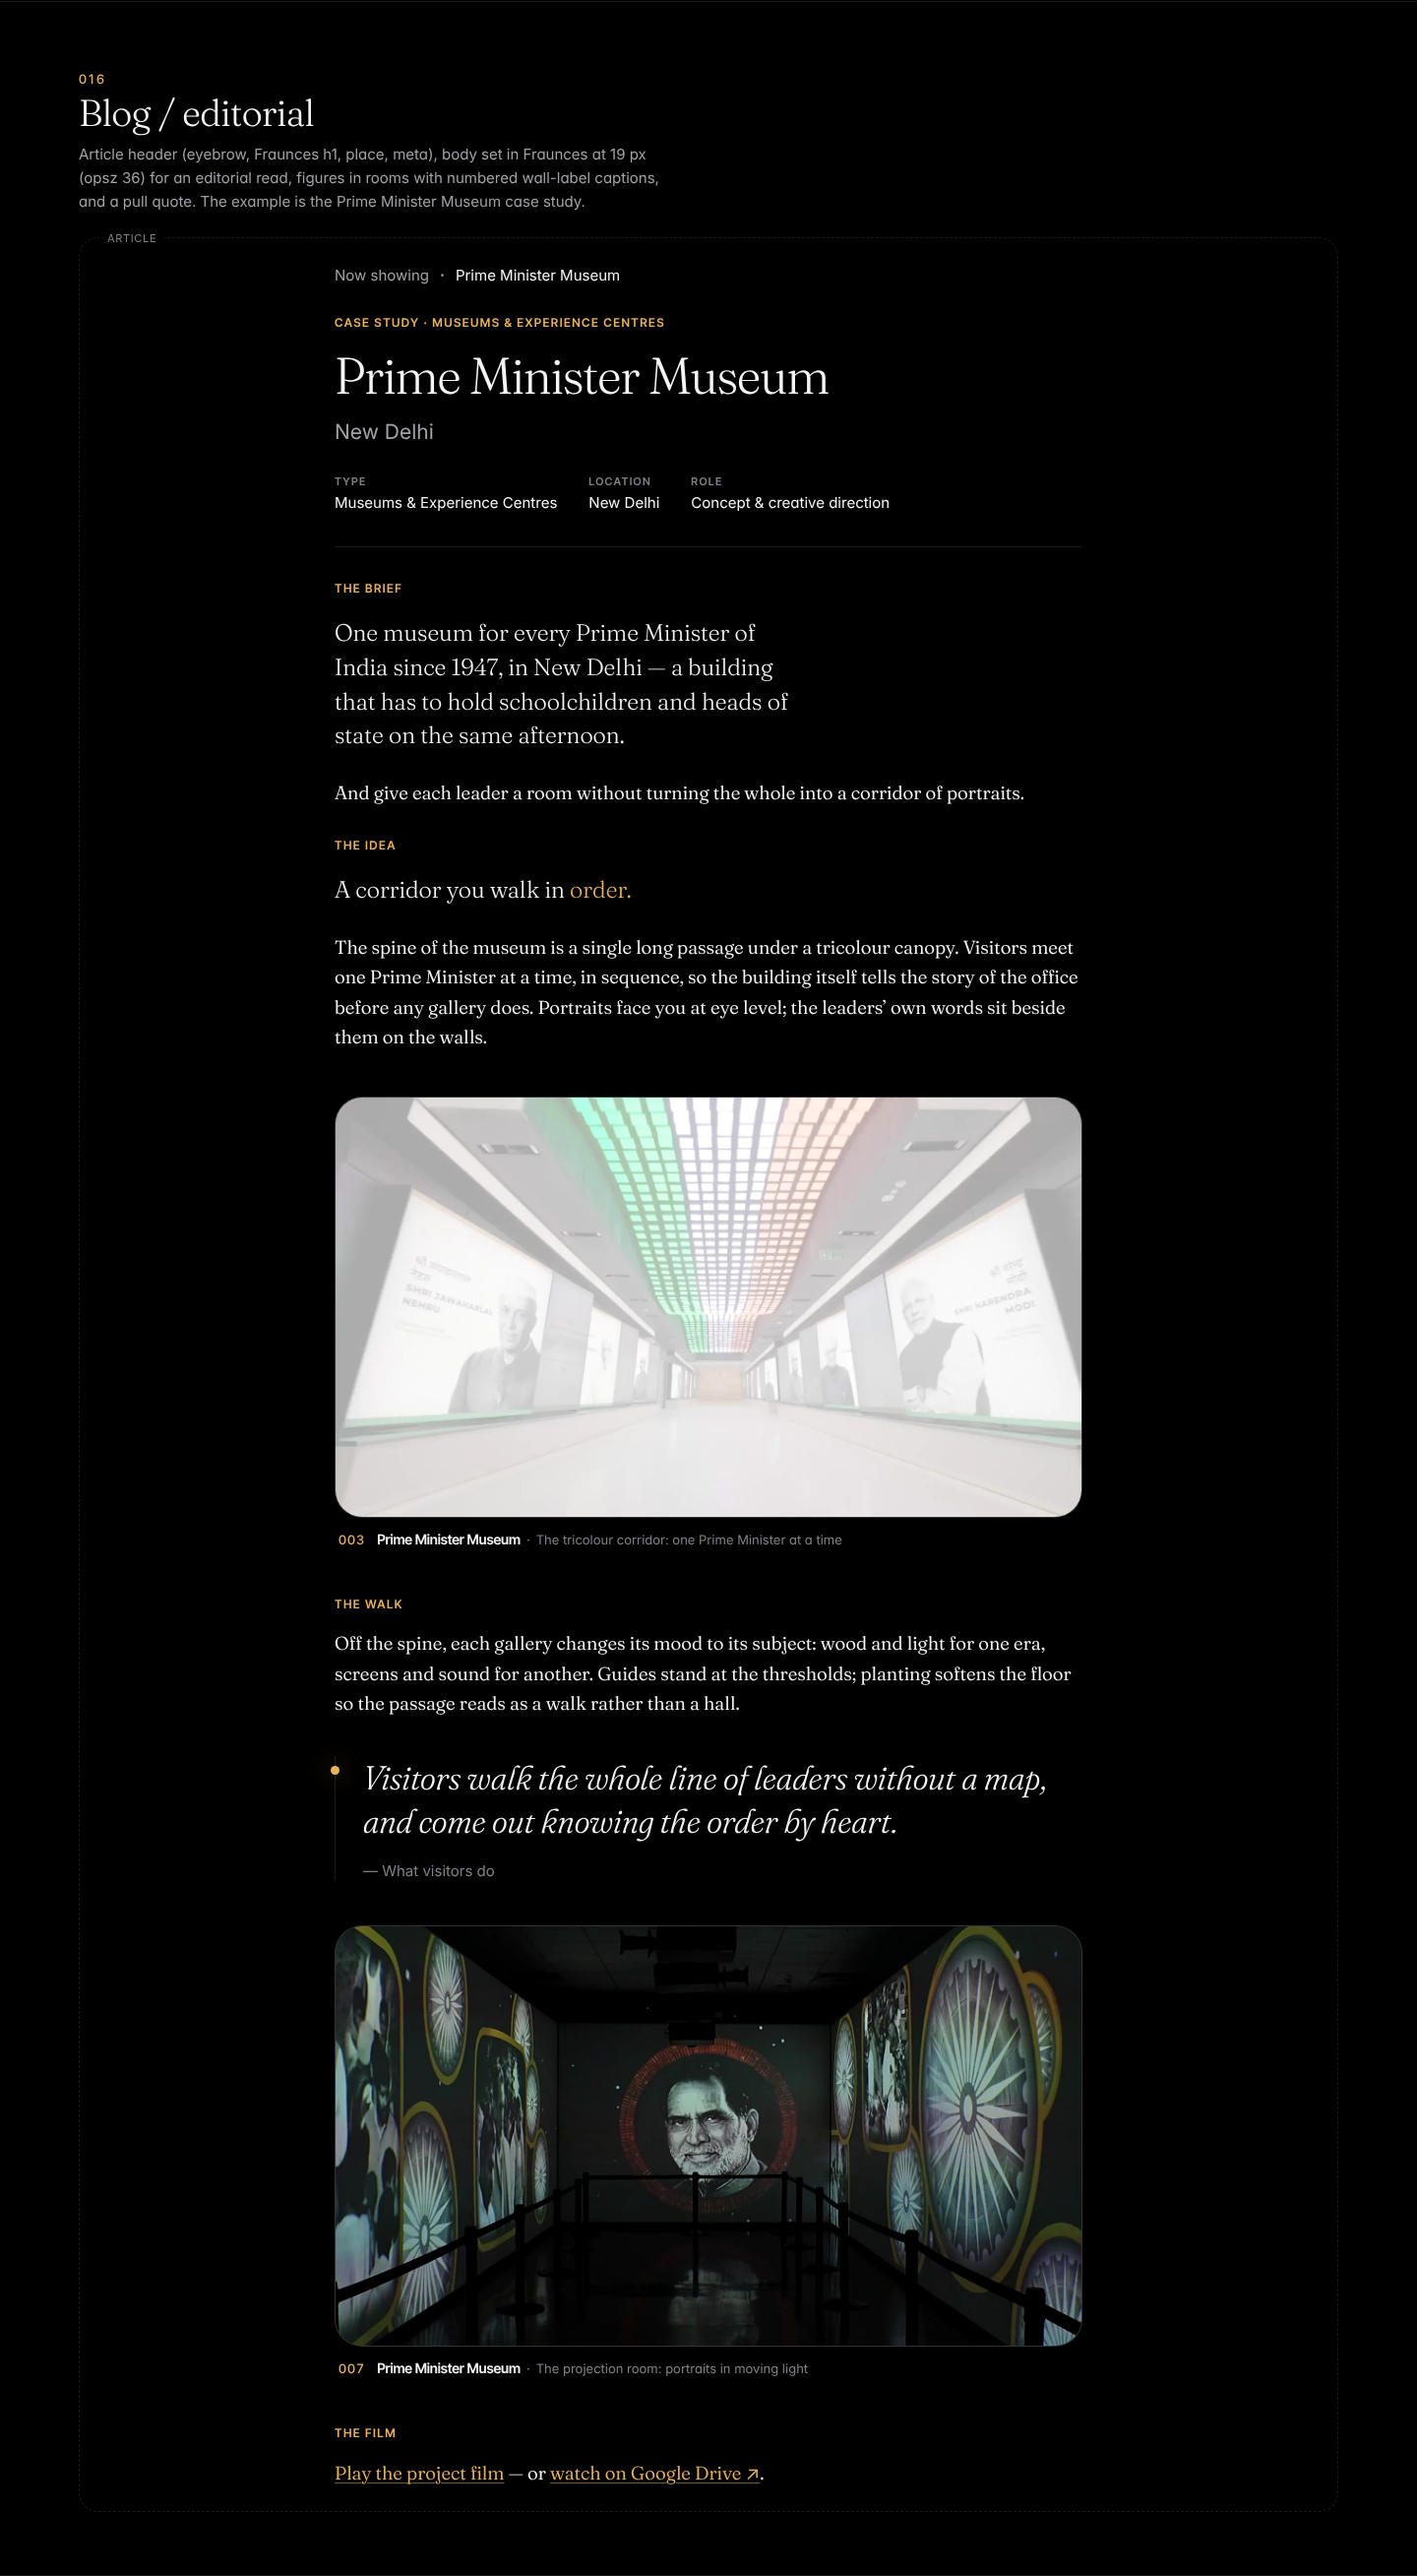 016
Blog / editorial
Article header (eyebrow, Fraunces h1, place, meta), body set in Fraunces at 19 px
(opsz 36) for an editorial read, figures in rooms with numbered wall-label captions,
and a pull quote. The example is the Prime Minister Museum case study.
ARTICLE
Now showing · Prime Minister Museum
CASE STUDY · MUSEUMS & EXPERIENCE CENTRES
Prime Minister Museum
New Delhi
TYPE LOCATION ROLE
Museums & Experience Centres New Delhi Concept & creative direction
THE BRIEF
One museum for every Prime Minister of
India since 1947, in New Delhi — a building
that has to hold schoolchildren and heads of
state on the same afternoon.
And give each leader a room without turning the whole into a corridor of portraits.
THE IDEA
A corridor you walk in order.
The spine of the museum is a single long passage under a tricolour canopy. Visitors meet
one Prime Minister at a time, in sequence, so the building itself tells the story of the office
before any gallery does. Portraits face you at eye level; the leaders’ own words sit beside
them on the walls.
श्री जवाहरलाल
नेहरू
SHRI JAWAHARLAL
NEHRU
श्री नरेन्द्र
मोदी
SHRI NARENDRA
MODI
003 Prime Minister Museum · The tricolour corridor: one Prime Minister at a time
THE WALK
Off the spine, each gallery changes its mood to its subject: wood and light for one era,
screens and sound for another. Guides stand at the thresholds; planting softens the floor
so the passage reads as a walk rather than a hall.
Visitors walk the whole line of leaders without a map,
and come out knowing the order by heart.
— What visitors do
007 Prime Minister Museum · The projection room: portraits in moving light
THE FILM
Play the project film — or watch on Google Drive ↗.